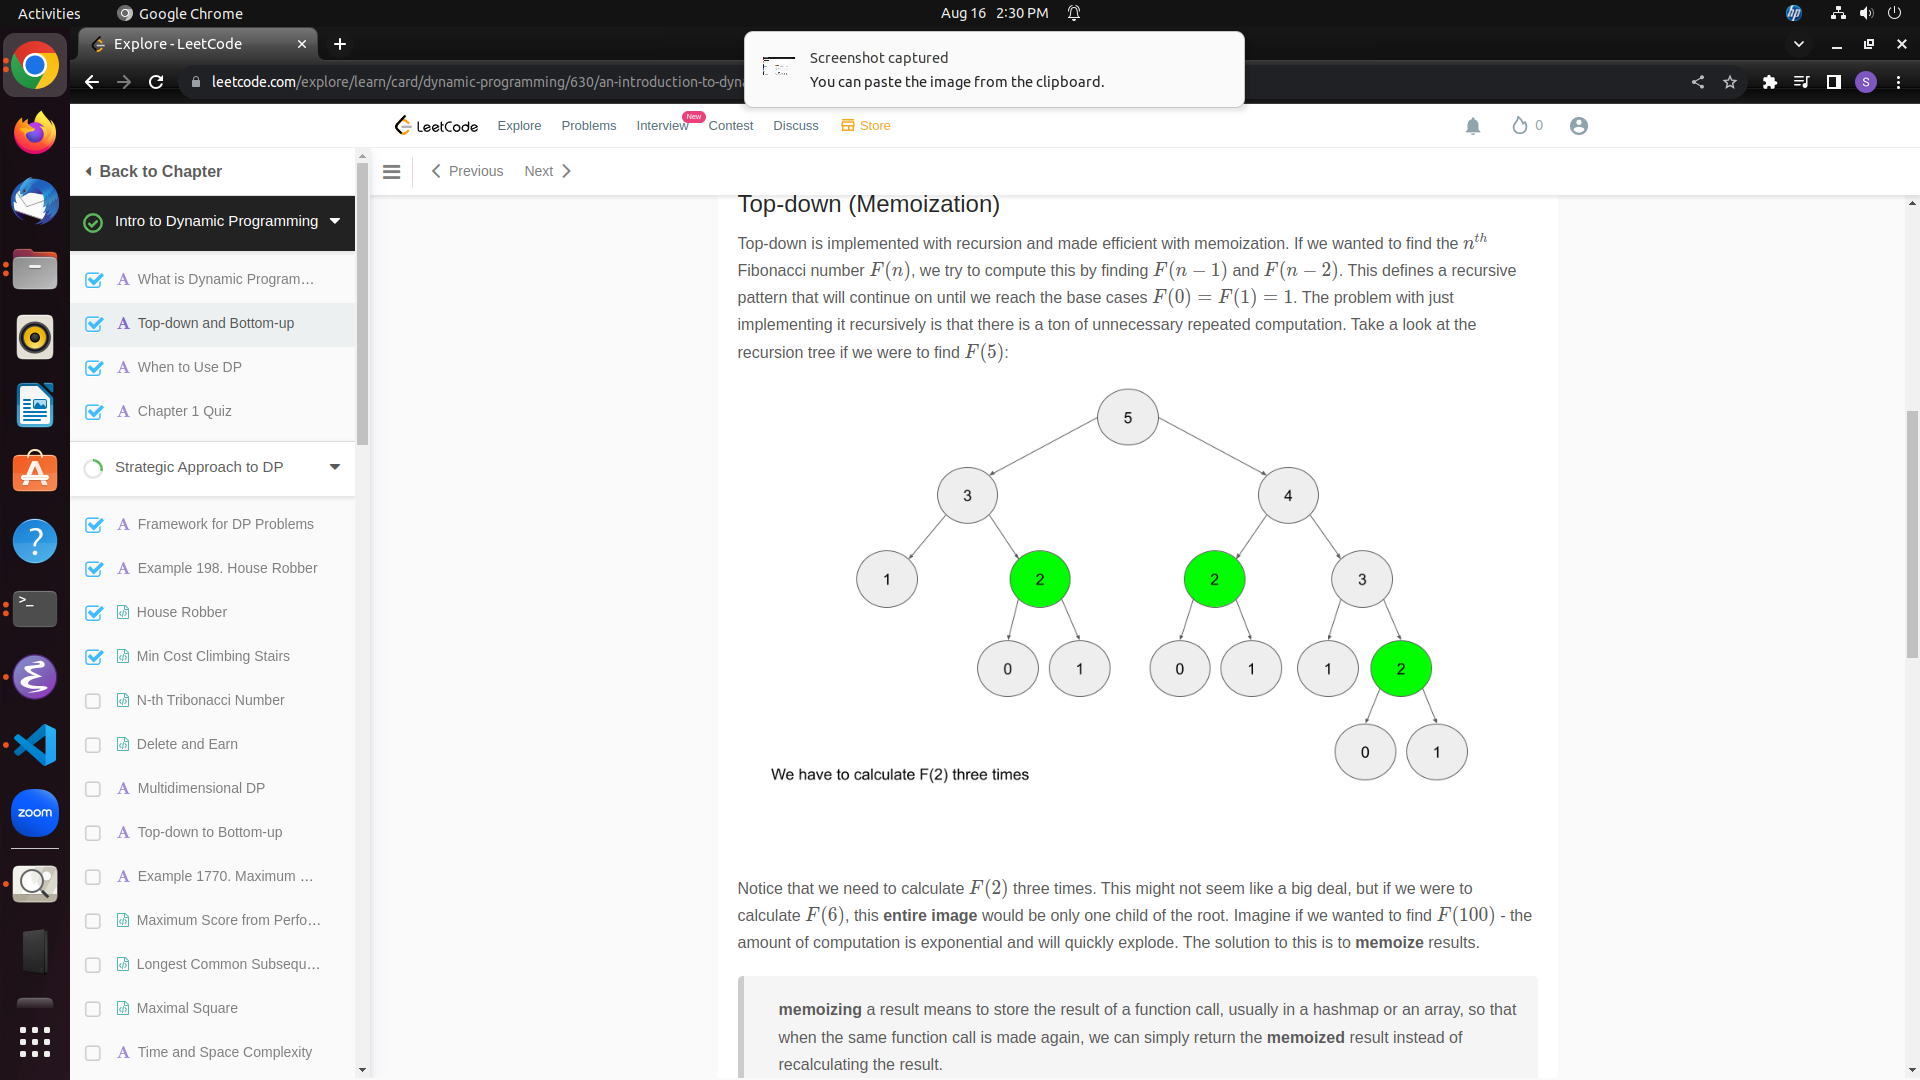 Activities
Google Chrome
Aug 16 2:30 PM
Explore - LeetCode
Screenshot captured
You can paste the image from the clipboard.
leetcode.com/explore/learn/card/dynamic-programming/630/an-introduction-to-dyn
S
LeetCode
Explore
Problems
Interview
New
Contest
Discuss
Store
0
Back to Chapter
Previous
Next
Intro to Dynamic Programming
A What is Dynamic Program…
A Top-down and Bottom-up
A When to Use DP
A Chapter 1 Quiz
Strategic Approach to DP
A Framework for DP Problems
A Example 198. House Robber
House Robber
Min Cost Climbing Stairs
N-th Tribonacci Number
Delete and Earn
A Multidimensional DP
A Top-down to Bottom-up
A Example 1770. Maximum …
Maximum Score from Perfo…
Longest Common Subsequ…
Maximal Square
A Time and Space Complexity
zoom
hp
Top-down (Memoization)
Top-down is implemented with recursion and made efficient with memoization. If we wanted to find the n^th
Fibonacci number F(n), we try to compute this by finding F(n − 1) and F(n − 2). This defines a recursive
pattern that will continue on until we reach the base cases F(0) = F(1) = 1. The problem with just
implementing it recursively is that there is a ton of unnecessary repeated computation. Take a look at the
recursion tree if we were to find F(5):
5
3 4
1 2 2 3
0 1 0 1 1 2
0 1
We have to calculate F(2) three times
Notice that we need to calculate F(2) three times. This might not seem like a big deal, but if we were to
calculate F(6), this entire image would be only one child of the root. Imagine if we wanted to find F(100) - the
amount of computation is exponential and will quickly explode. The solution to this is to memoize results.
memoizing a result means to store the result of a function call, usually in a hashmap or an array, so that
when the same function call is made again, we can simply return the memoized result instead of
recalculating the result.